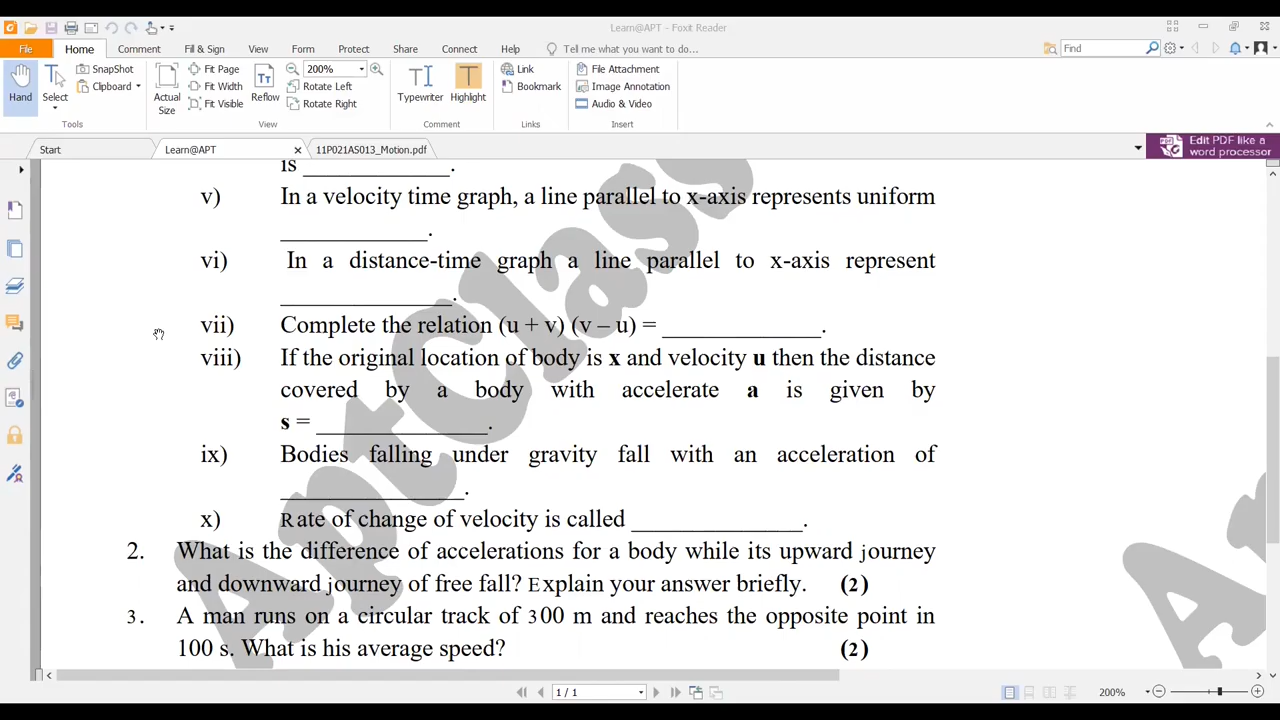 Learn@APT - Foxit Reader
File Home Comment Fill & Sign View Form Protect Share Connect Help Tell me what you want to do... Find
Hand Select SnapShot Clipboard Actual Size Fit Page Fit Width Fit Visible Reflow 200% Rotate Left Rotate Right Typewriter Highlight Link Bookmark File Attachment Image Annotation Audio & Video
Tools View Comment Links Insert
Start Learn@APT 11P021AS013_Motion.pdf Edit PDF like a word processor
is ____________.
v) In a velocity time graph, a line parallel to x-axis represents uniform
____________.
vi) In a distance-time graph a line parallel to x-axis represent
______________.
vii) Complete the relation (u + v) (v – u) = _____________.
viii) If the original location of body is x and velocity u then the distance
covered by a body with accelerate a is given by
s = ______________.
ix) Bodies falling under gravity fall with an acceleration of
_______________.
x) Rate of change of velocity is called ______________.
2. What is the difference of accelerations for a body while its upward journey
and downward journey of free fall? Explain your answer briefly. (2)
3. A man runs on a circular track of 300 m and reaches the opposite point in
100 s. What is his average speed? (2)
AptClass
A
1 / 1 200%